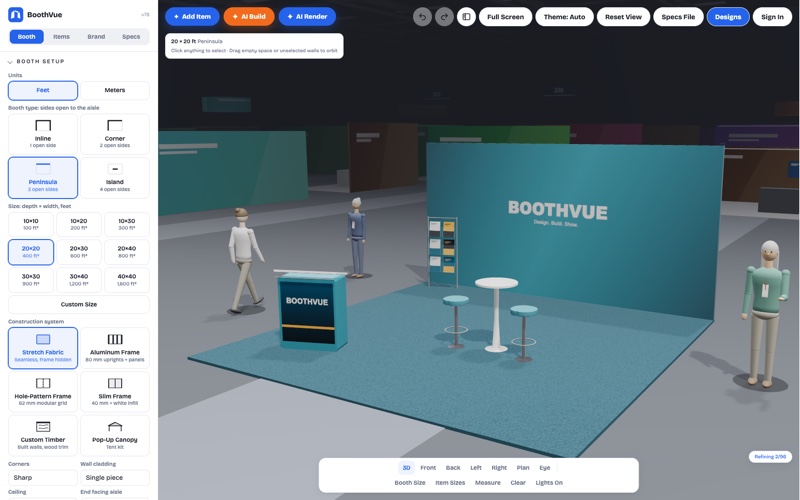 BoothVue
v78
Booth
Items
Brands
Specs
BOOTH SETUP
Units
Feet
Meters
Booth type: sides open to the aisle
Inline
1 open side
Corner
2 open sides
Peninsula
3 open sides
Island
4 open sides
Size: depth × width, feet
10×10
100 ft²
10×20
200 ft²
10×30
300 ft²
20×20
400 ft²
20×30
600 ft²
20×40
800 ft²
30×30
900 ft²
30×40
1,200 ft²
40×40
1,600 ft²
Custom Size
Construction system
Stretch Fabric
Seamless, frame hidden
Aluminum Frame
80 mm uprights + panels
Hole-Pattern Frame
62 mm modular grid
Slim Frame
40 mm + white infill
Custom Timber
Built walls, wood trim
Pop-Up Canopy
Tent kit
Corners
Wall cladding
Sharp
Single piece
Ceiling
End facing aisle
+ Add Item
✦ AI Build
✦ AI Render
Full Screen
Theme: Auto
Reset View
Specs File
Designs
Sign In
20 × 20 ft Peninsula
Click anything to select · Drag empty space or unselected walls to orbit
BOOTHVUE
Design. Build. Show.
BOOTHVUE
Refining 2/96
3D
Front
Back
Left
Right
Plan
Eye
Booth Size
Item Sizes
Measure
Clear
Lights On